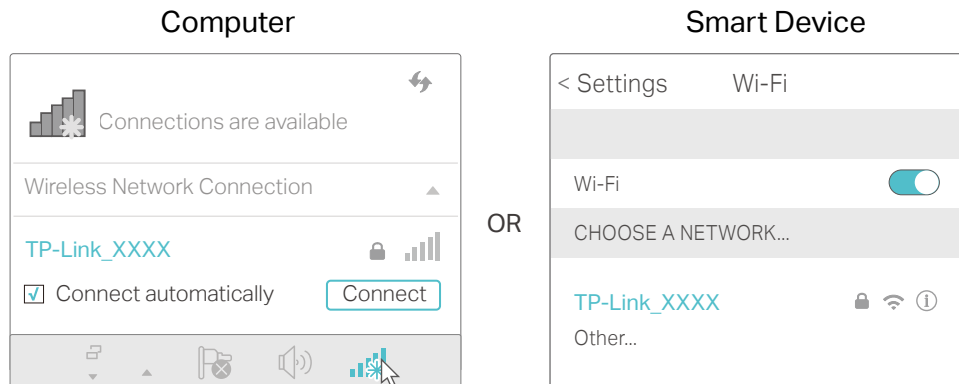 Computer
Connections are available
Wireless Network Connection
TP-Link_XXXX
Connect automatically
Connect
OR
Smart Device
< Settings
Wi-Fi
Wi-Fi
CHOOSE A NETWORK...
TP-Link_XXXX
Other...